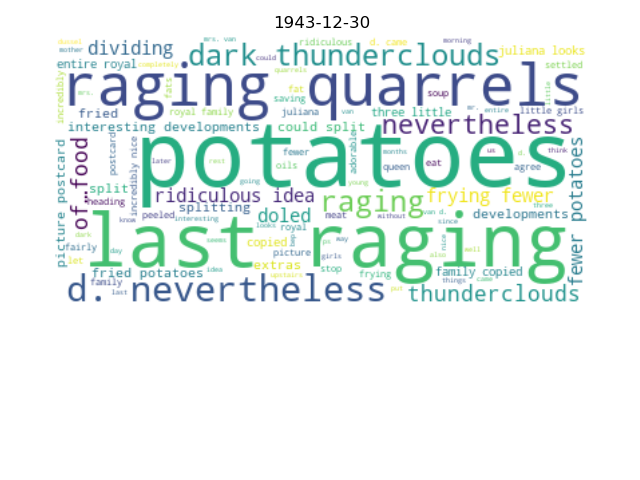 1943-12-30
mrs. van
ridiculous
d. came
morning
dussel
mother
dividing
dark thunderclouds
could
juliana looks
entire royal
completely
settled
quarrels
incredibly
raging quarrels
mrs.
fats
royal family
fat
saving
juliana
van
soup
three little
mr.
entire
little
little girls
fried
interesting developments
could split
nevertheless
picture postcard
of…food
postcard
incredibly nice
later
potatoes
rest
oils
adorable
fewer
months
queen
eat
us
d.
think
agree
fewer potatoes
split
heading
going
young
ridiculous idea
raging
frying fewer
peeled
splitting
doled
meat
without
van d.
three
developments
know
interesting
looks
royal
since
last raging
dark
fairly
day
seems
copied
picture
ps
may
girls
also
nice
well
let
extras
stop
fried potatoes
idea
upstairs
frying
family copied
things
came
family
last
d. nevertheless
put
thunderclouds